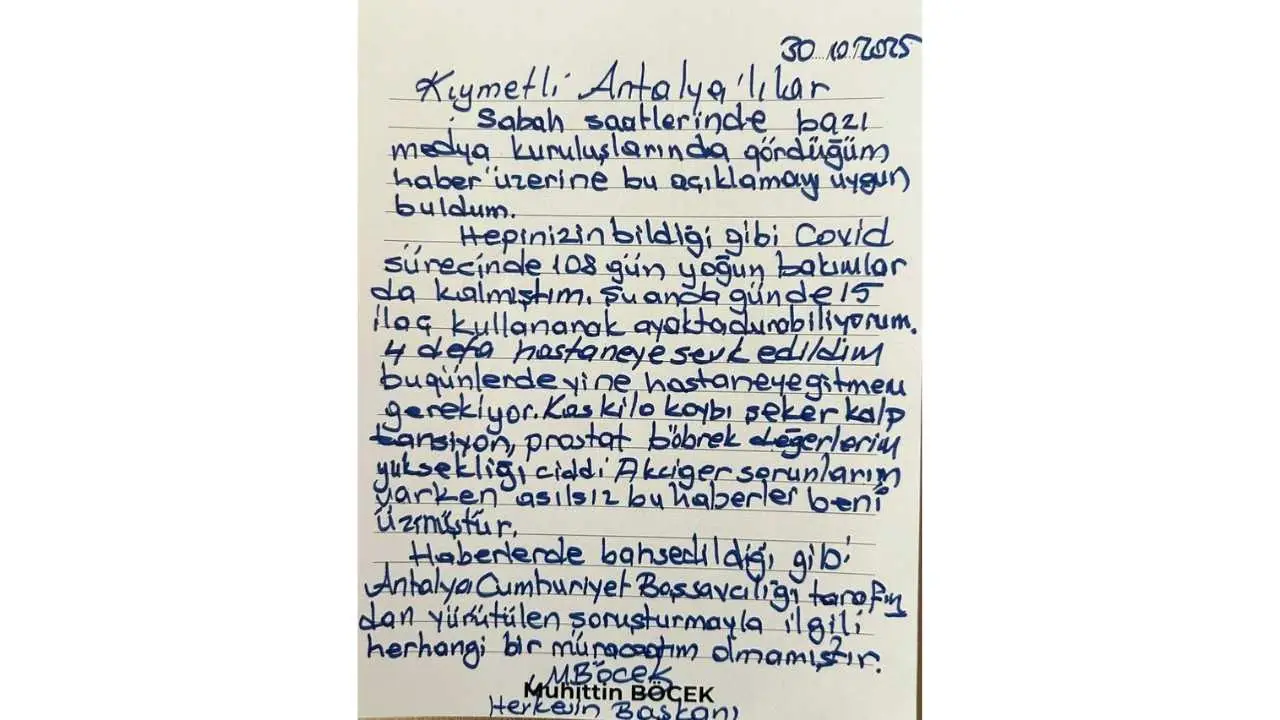 30.10.2025
Kıymetli Antalya'lılar
Sabah saatlerinde bazı
medya kuruluşlarında gördüğüm
haber üzerine bu açıklamayı uygun
buldum.
Hepinizin bildiği gibi Covid
sürecinde 108 gün yoğun bakımlar
da kalmıştım. Şu anda günde 15
ilaç kullanarak ayakta durabiliyorum.
4 defa hastaneye sevk edildim
bugünlerde yine hastaneye gitmem
gerekiyor. Kas kilo kaybı şeker kalp
tansiyon, prostat böbrek değerlerim
yüksekliği ciddi Akciğer sorunlarım
varken asılsız bu haberler beni
üzmüştür.
Haberlerde bahsedildiği gibi
Antalya Cumhuriyet Başsavcılığı tarafın
dan yürütülen soruşturmayla ilgili
herhangi bir müracaatım olmamıştır.
M.Böcek
Muhittin BÖCEK
Herkesin Başkanı